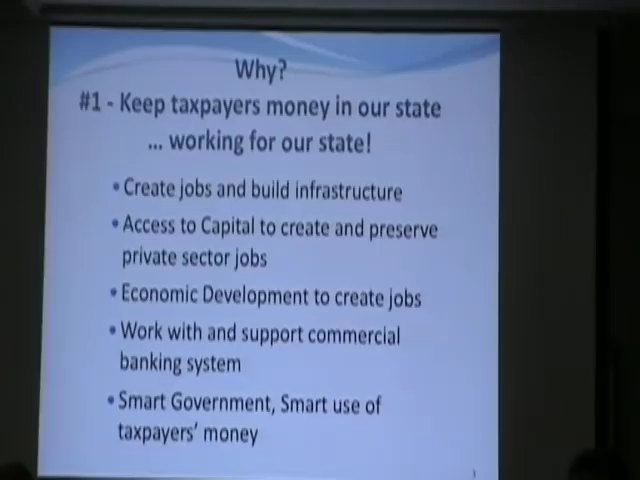 Why?
#1 - Keep taxpayers money in our state
... working for our state!
• Create jobs and build infrastructure
• Access to Capital to create and preserve
private sector jobs
• Economic Development to create jobs
• Work with and support commercial
banking system
• Smart Government, Smart use of
taxpayers' money